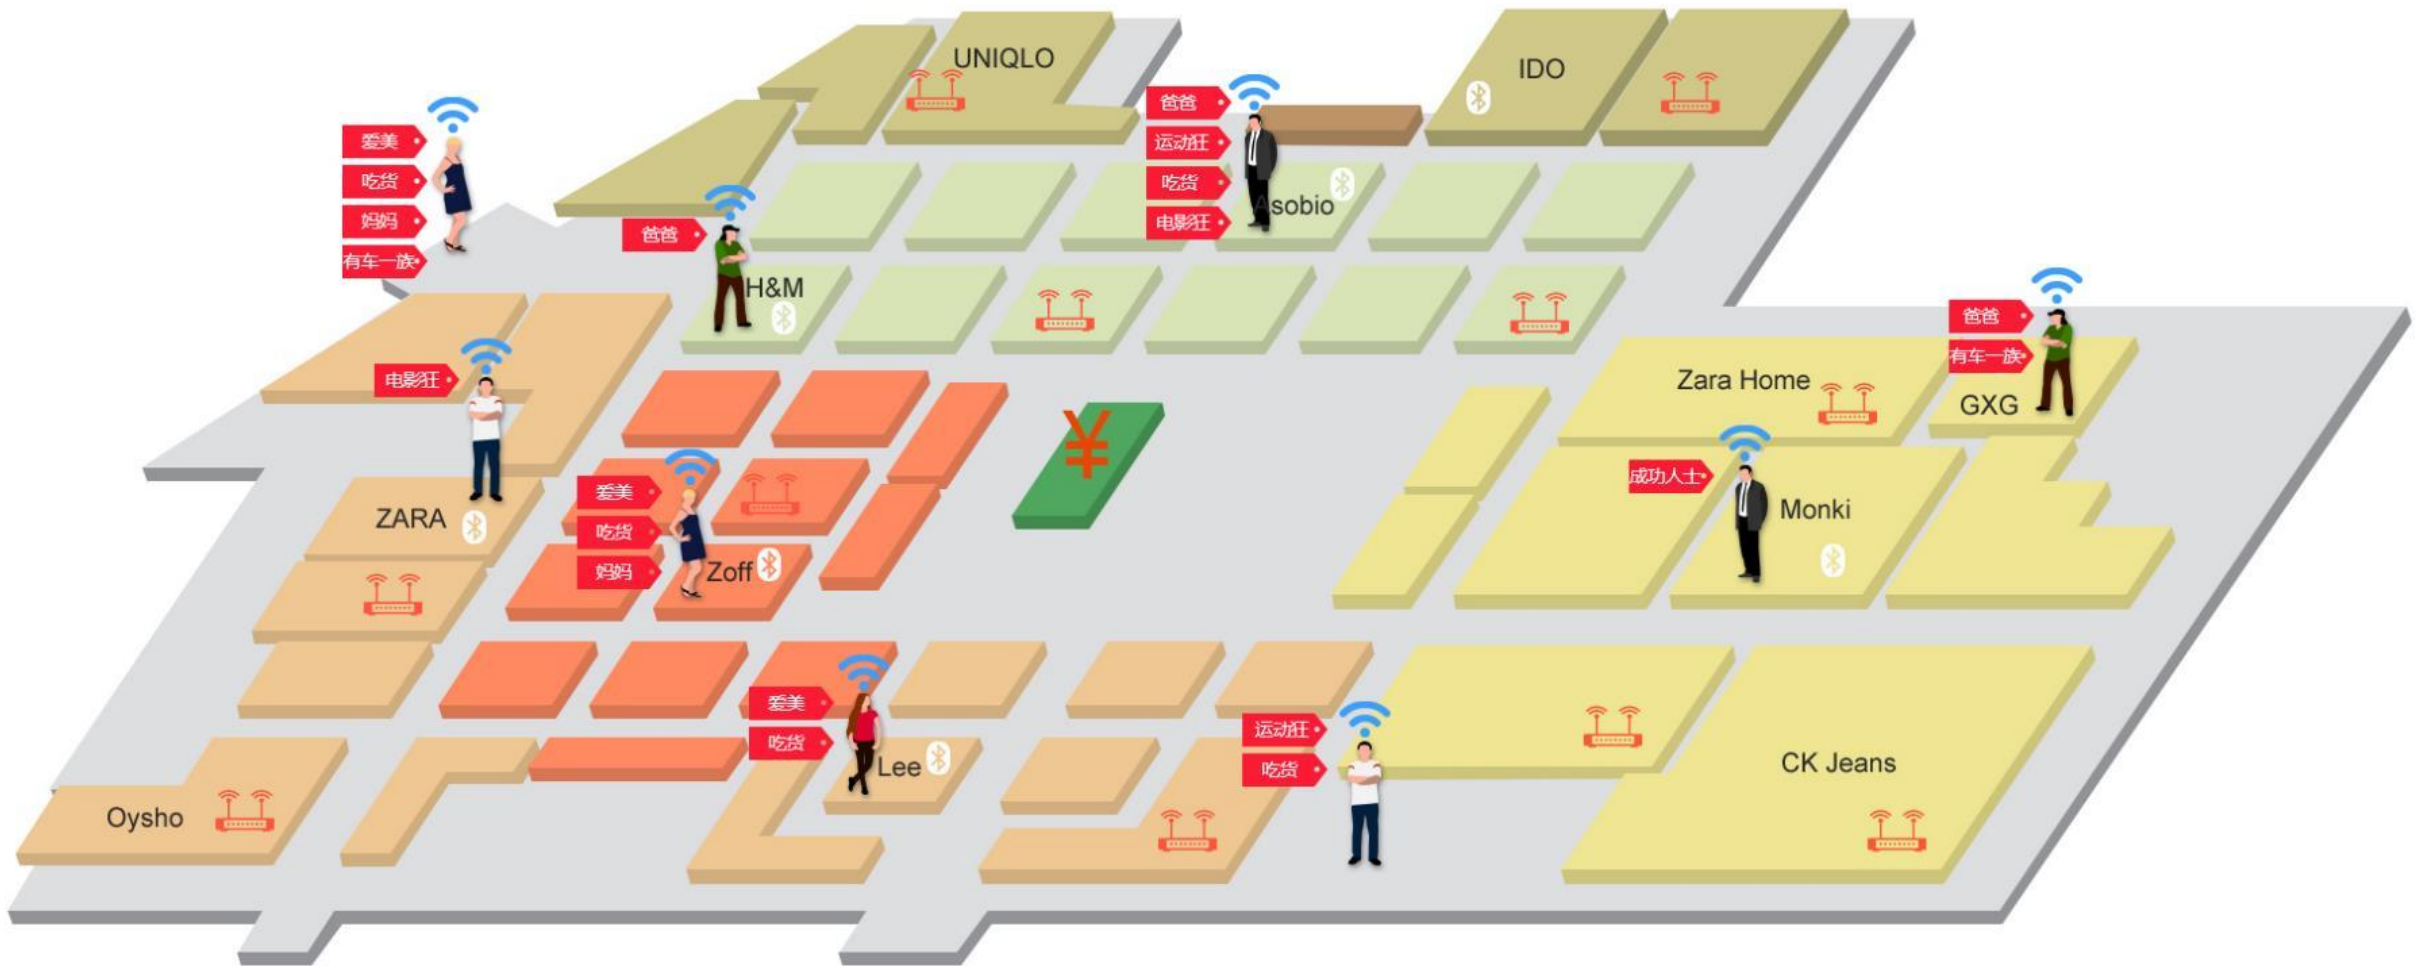 UNIQLO
IDO
爸爸
运动狂
吃货
电影狂
Asobio
爱美
吃货
妈妈
有车一族
爸爸
H&M
爸爸
有车一族
GXG
Zara Home
电影狂
ZARA
¥
成功人士
Monki
爱美
吃货
妈妈
Zoff
爱美
吃货
Lee
运动狂
吃货
CK Jeans
Oysho